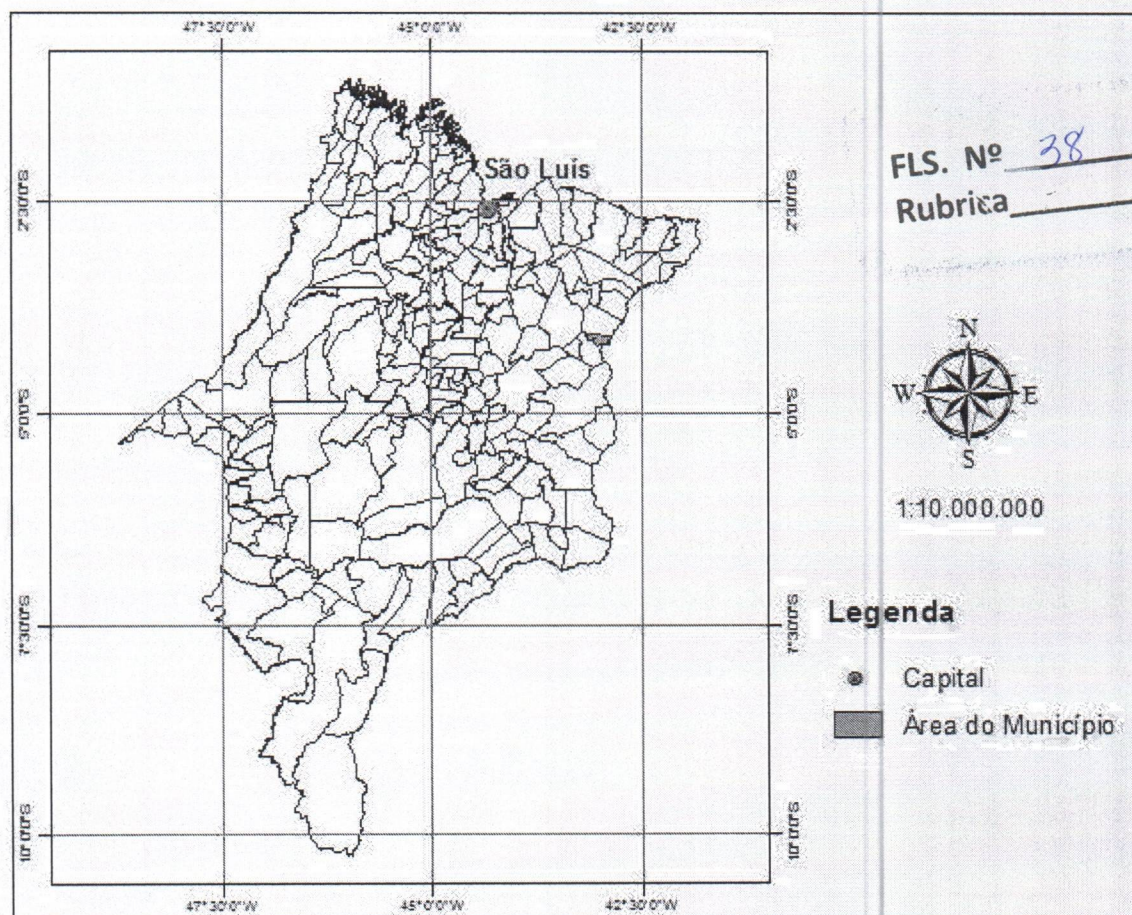 47°30'0"W 45°0'0"W 42°30'0"W
São Luís
FLS. Nº 38
Rubrica
2°30'0"S 2°30'0"S
N
W E
S
5°0'0"S 5°0'0"S
1:10.000.000
Legenda
7°30'0"S 7°30'0"S
Capital
Área do Município
10°0'0"S 10°0'0"S
47°30'0"W 45°0'0"W 42°30'0"W